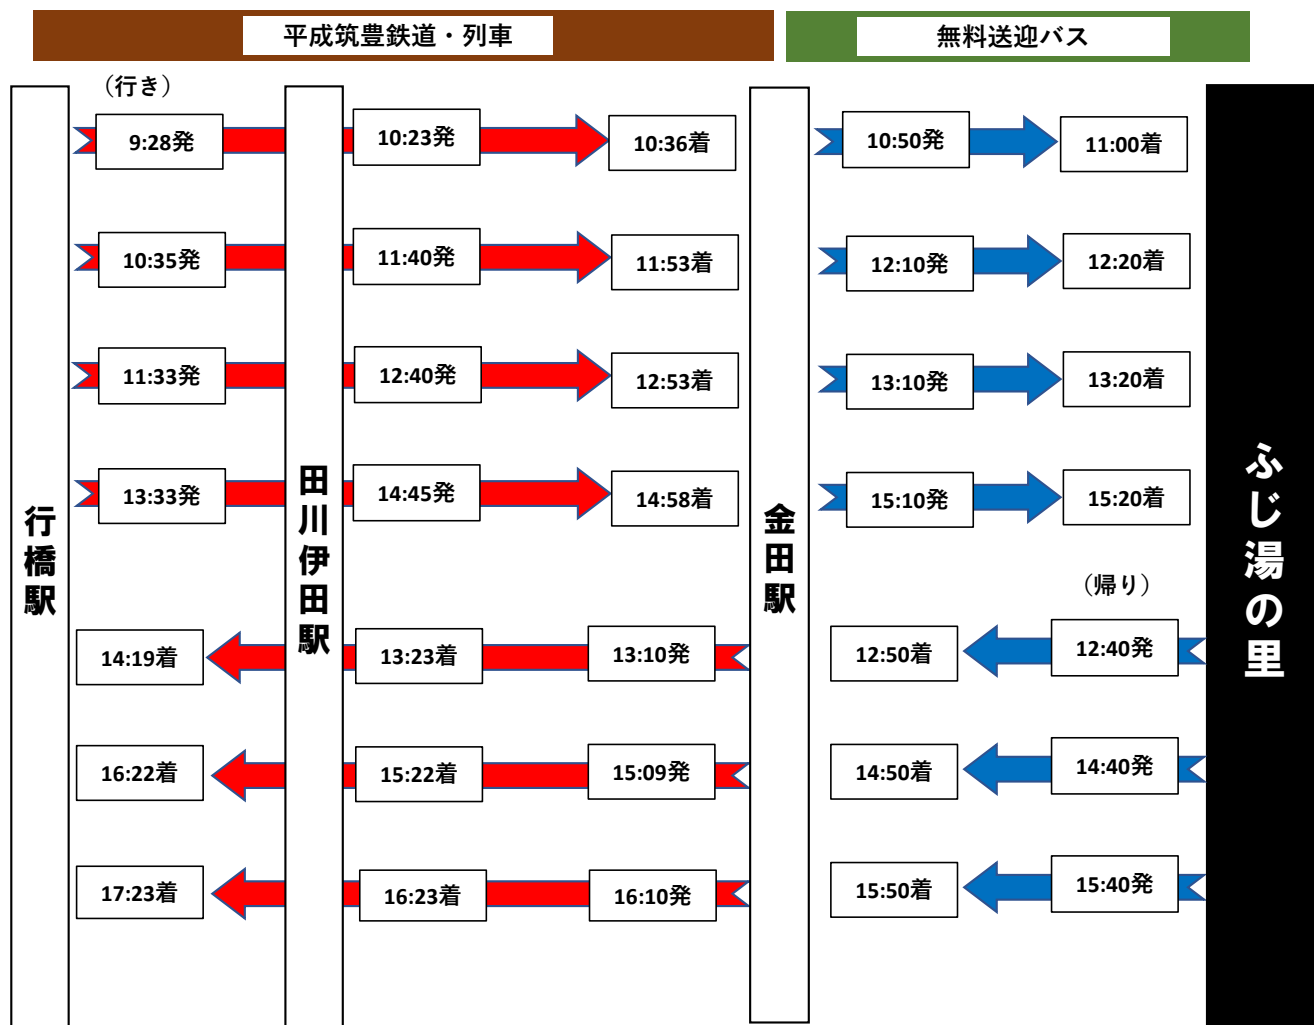 平成筑豊鉄道・列車
無料送迎バス
（行き）
9:28発
10:23発
10:36着
10:50発
11:00着
10:35発
11:40発
11:53着
12:10発
12:20着
11:33発
12:40発
12:53着
13:10発
13:20着
13:33発
14:45発
14:58着
15:10発
15:20着
行橋駅
田川伊田駅
金田駅
ふじ湯の里
（帰り）
14:19着
13:23着
13:10発
12:50着
12:40発
16:22着
15:22着
15:09発
14:50着
14:40発
17:23着
16:23着
16:10発
15:50着
15:40発